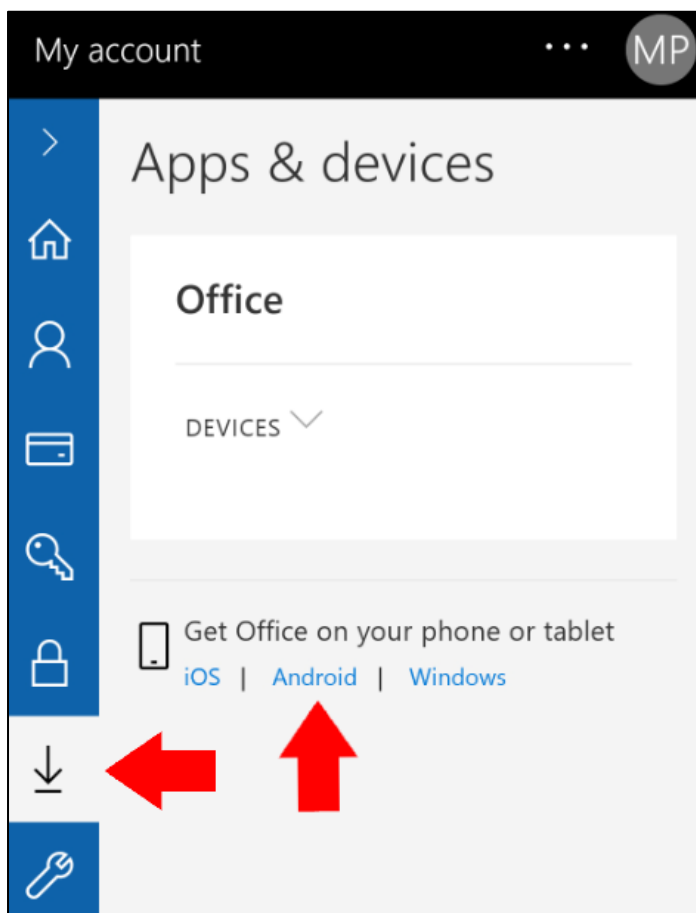 My account ... MP
Apps & devices
Office
DEVICES
Get Office on your phone or tablet
iOS | Android | Windows